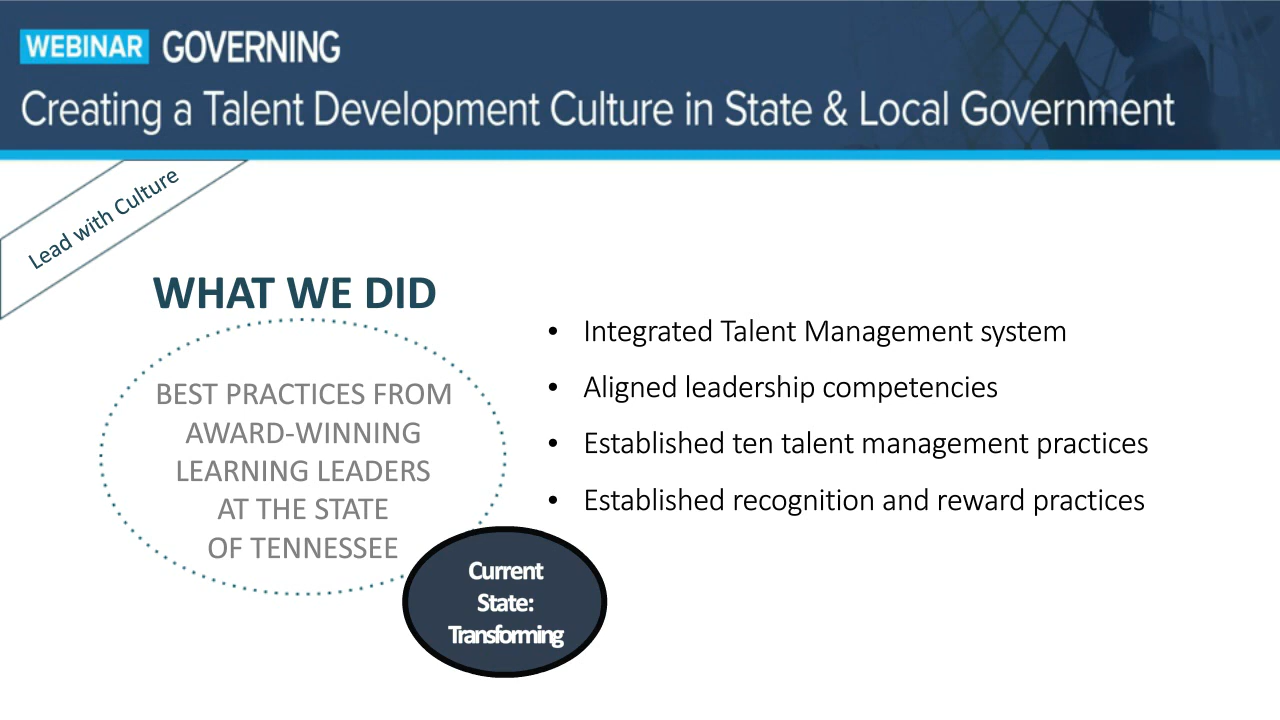 WEBINAR GOVERNING
Creating a Talent Development Culture in State & Local Government
Lead with Culture
WHAT WE DID
BEST PRACTICES FROM
AWARD-WINNING
LEARNING LEADERS
AT THE STATE
OF TENNESSEE
Current
State:
Transforming
• Integrated Talent Management system
• Aligned leadership competencies
• Established ten talent management practices
• Established recognition and reward practices